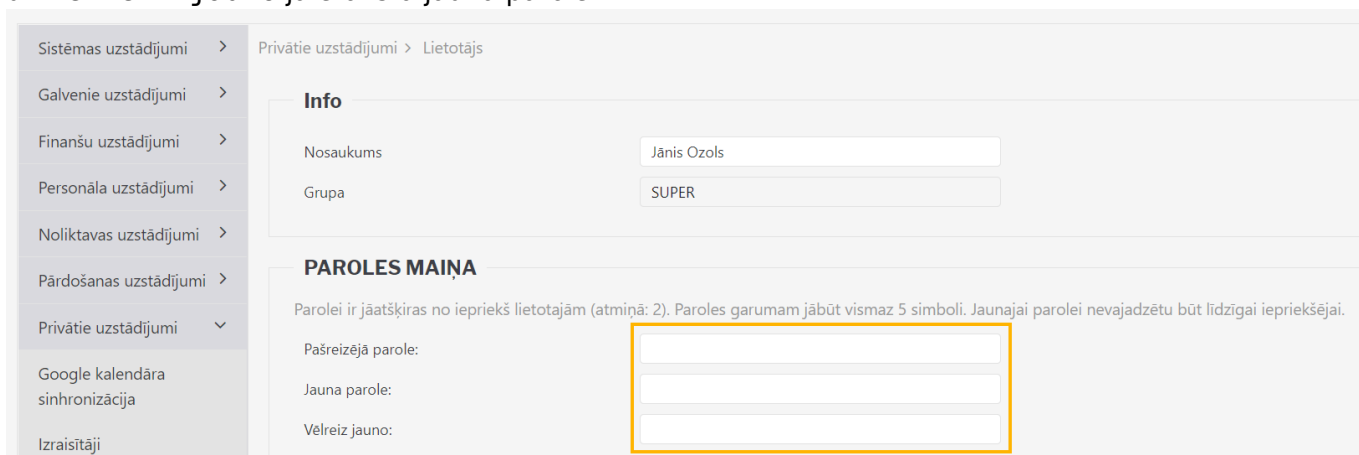 Sistēmas uzstādījumi
Galvenie uzstādījumi
Finanšu uzstādījumi
Personāla uzstādījumi
Noliktavas uzstādījumi
Pārdošanas uzstādījumi
Privātie uzstādījumi
Google kalendāra
sinhronizācija
Izraisītāji
Privātie uzstādījumi > Lietotājs
Info
Nosaukums Jānis Ozols
Grupa SUPER
PAROLES MAIŅA
Parolei ir jāatšķiras no iepriekš lietotajām (atmiņā: 2). Paroles garumam jābūt vismaz 5 simboli. Jaunajai parolei nevajadzētu būt līdzīgai iepriekšējai.
Pašreizējā parole:
Jauna parole:
Vēlreiz jauno: